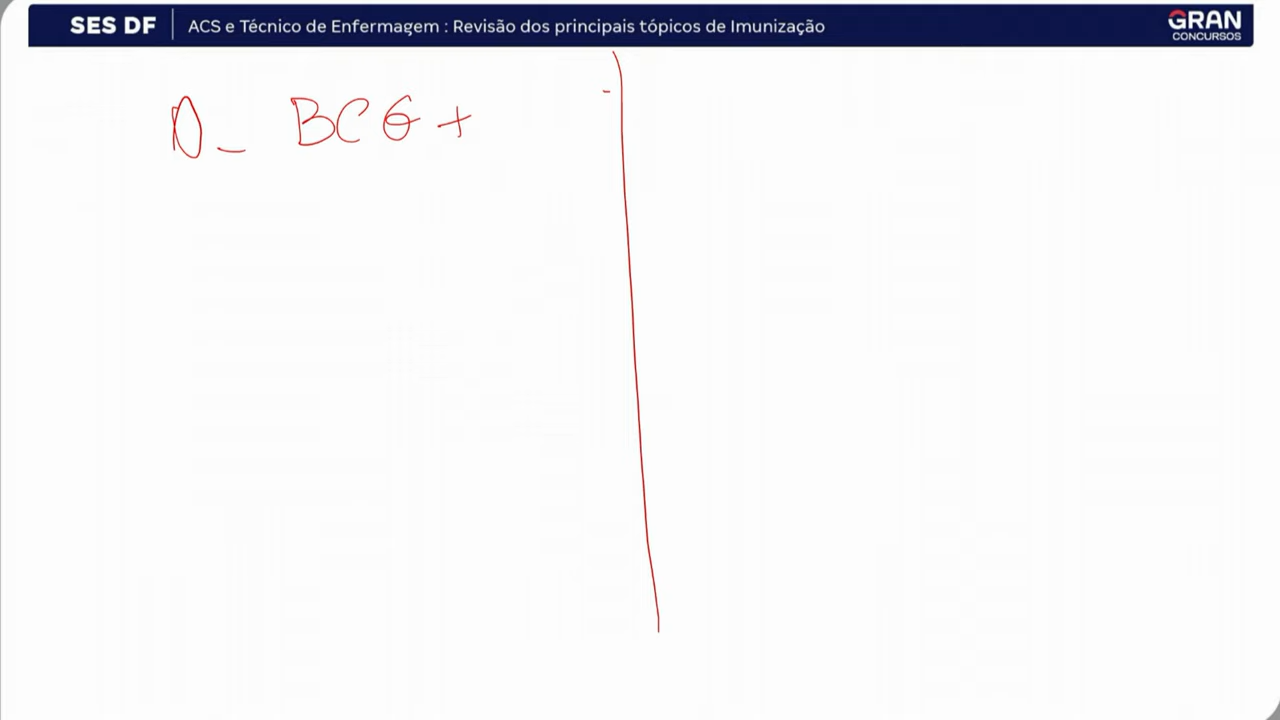 SES DF ACS e Técnico de Enfermagem : Revisão dos principais tópicos de Imunização
GRAN
CONCURSOS
0 - BCG +